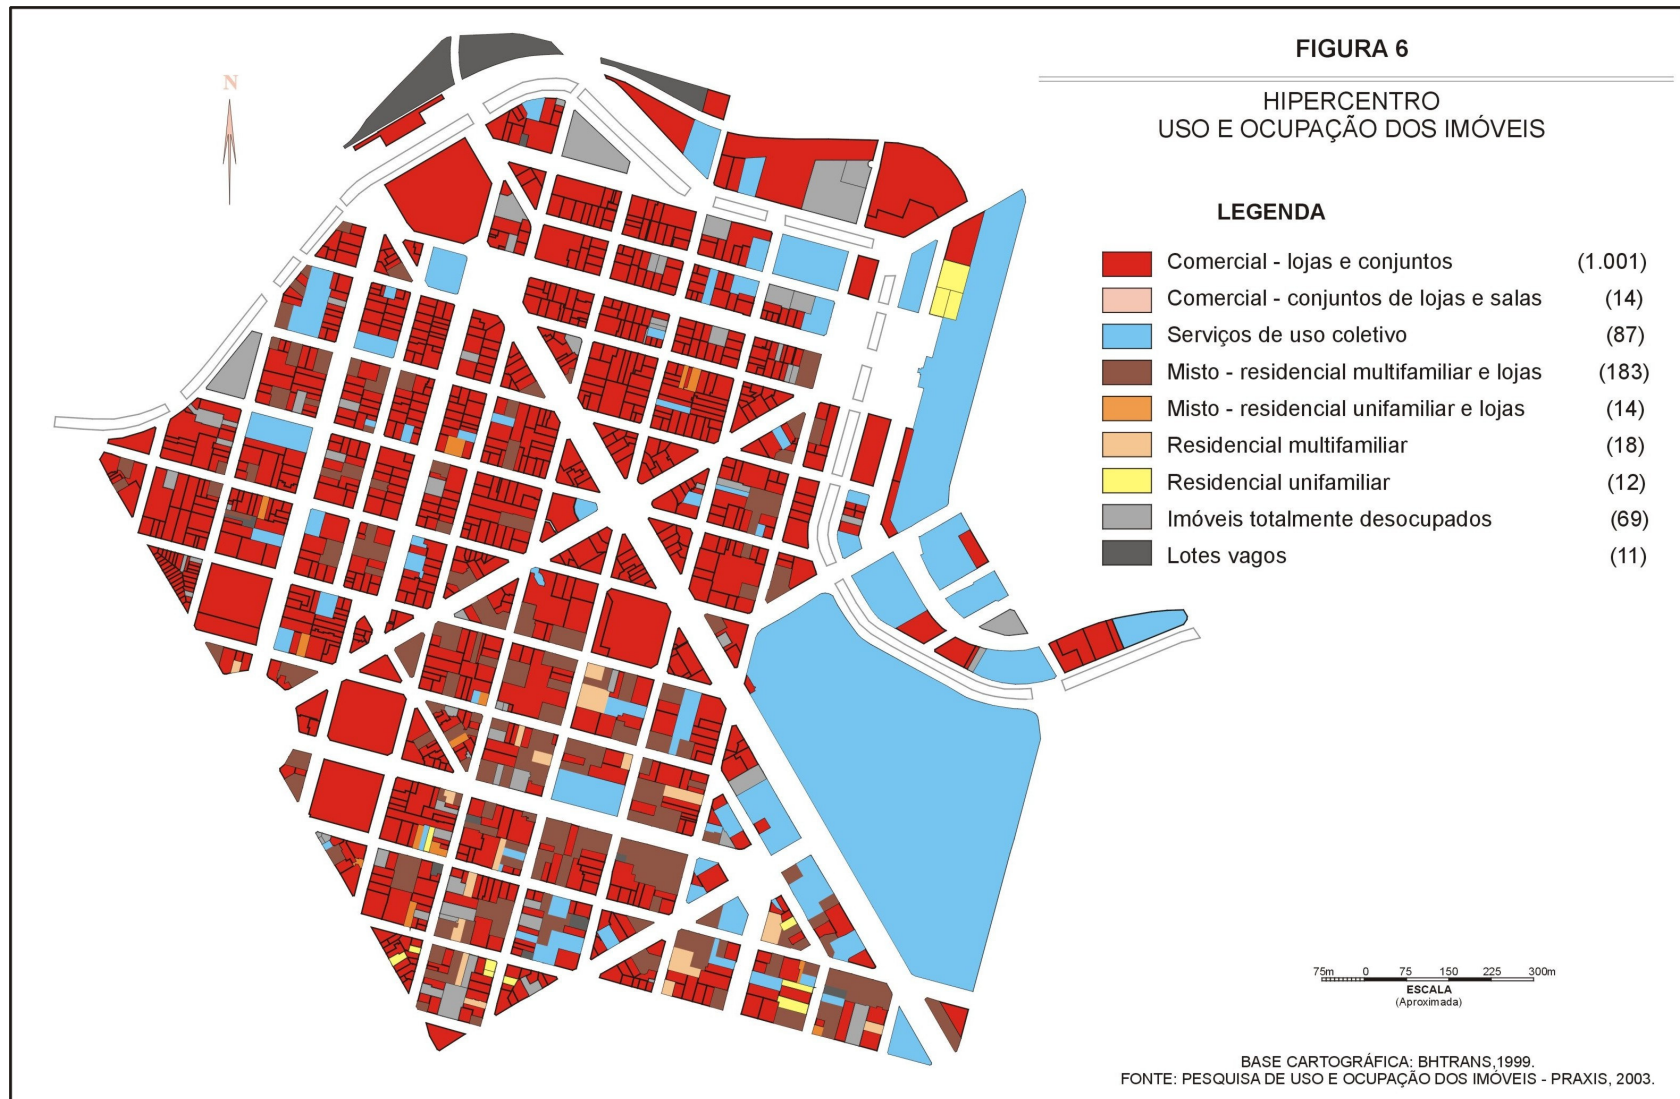 FIGURA 6
HIPERCENTRO
USO E OCUPAÇÃO DOS IMÓVEIS
N
LEGENDA
Comercial - lojas e conjuntos (1.001)
Comercial - conjuntos de lojas e salas (14)
Serviços de uso coletivo (87)
Misto - residencial multifamiliar e lojas (183)
Misto - residencial unifamiliar e lojas (14)
Residencial multifamiliar (18)
Residencial unifamiliar (12)
Imóveis totalmente desocupados (69)
Lotes vagos (11)
75m 0 75 150 225 300m
ESCALA
(Aproximada)
BASE CARTOGRÁFICA: BHTRANS,1999.
FONTE: PESQUISA DE USO E OCUPAÇÃO DOS IMÓVEIS - PRAXIS, 2003.